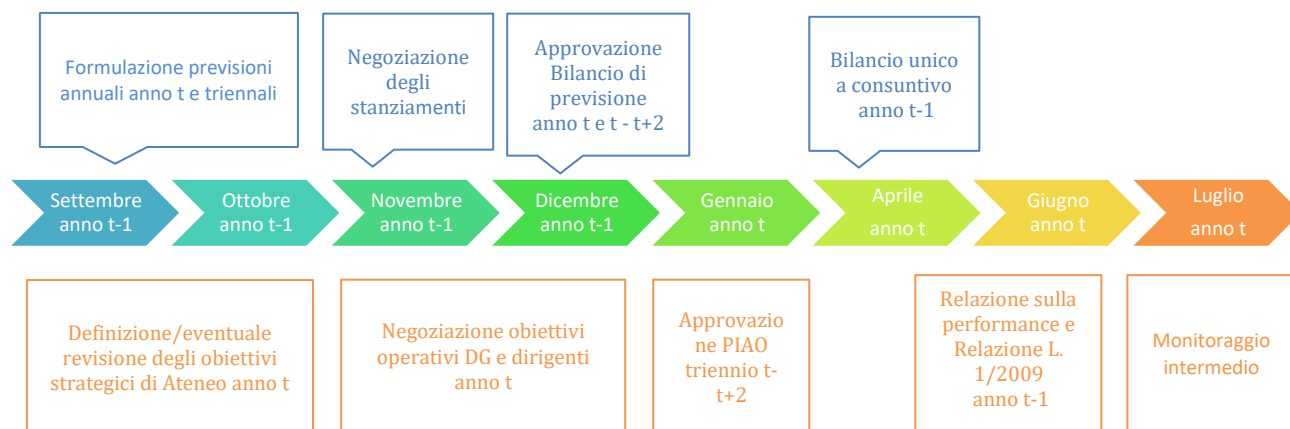 Formulazione previsioni
annuali anno t e triennali
Negoziazione
degli
stanziamenti
Approvazione
Bilancio di
previsione
anno t e t - t+2
Bilancio unico
a consuntivo
anno t-1
Settembre
anno t-1
Ottobre
anno t-1
Novembre
anno t-1
Dicembre
anno t-1
Gennaio
anno t
Aprile
anno t
Giugno
anno t
Luglio
anno t
Definizione/eventuale
revisione degli obiettivi
strategici di Ateneo anno t
Negoziazione obiettivi
operativi DG e dirigenti
anno t
Approvazio
ne PIAO
triennio t-
t+2
Relazione sulla
performance e
Relazione L.
1/2009
anno t-1
Monitoraggio
intermedio